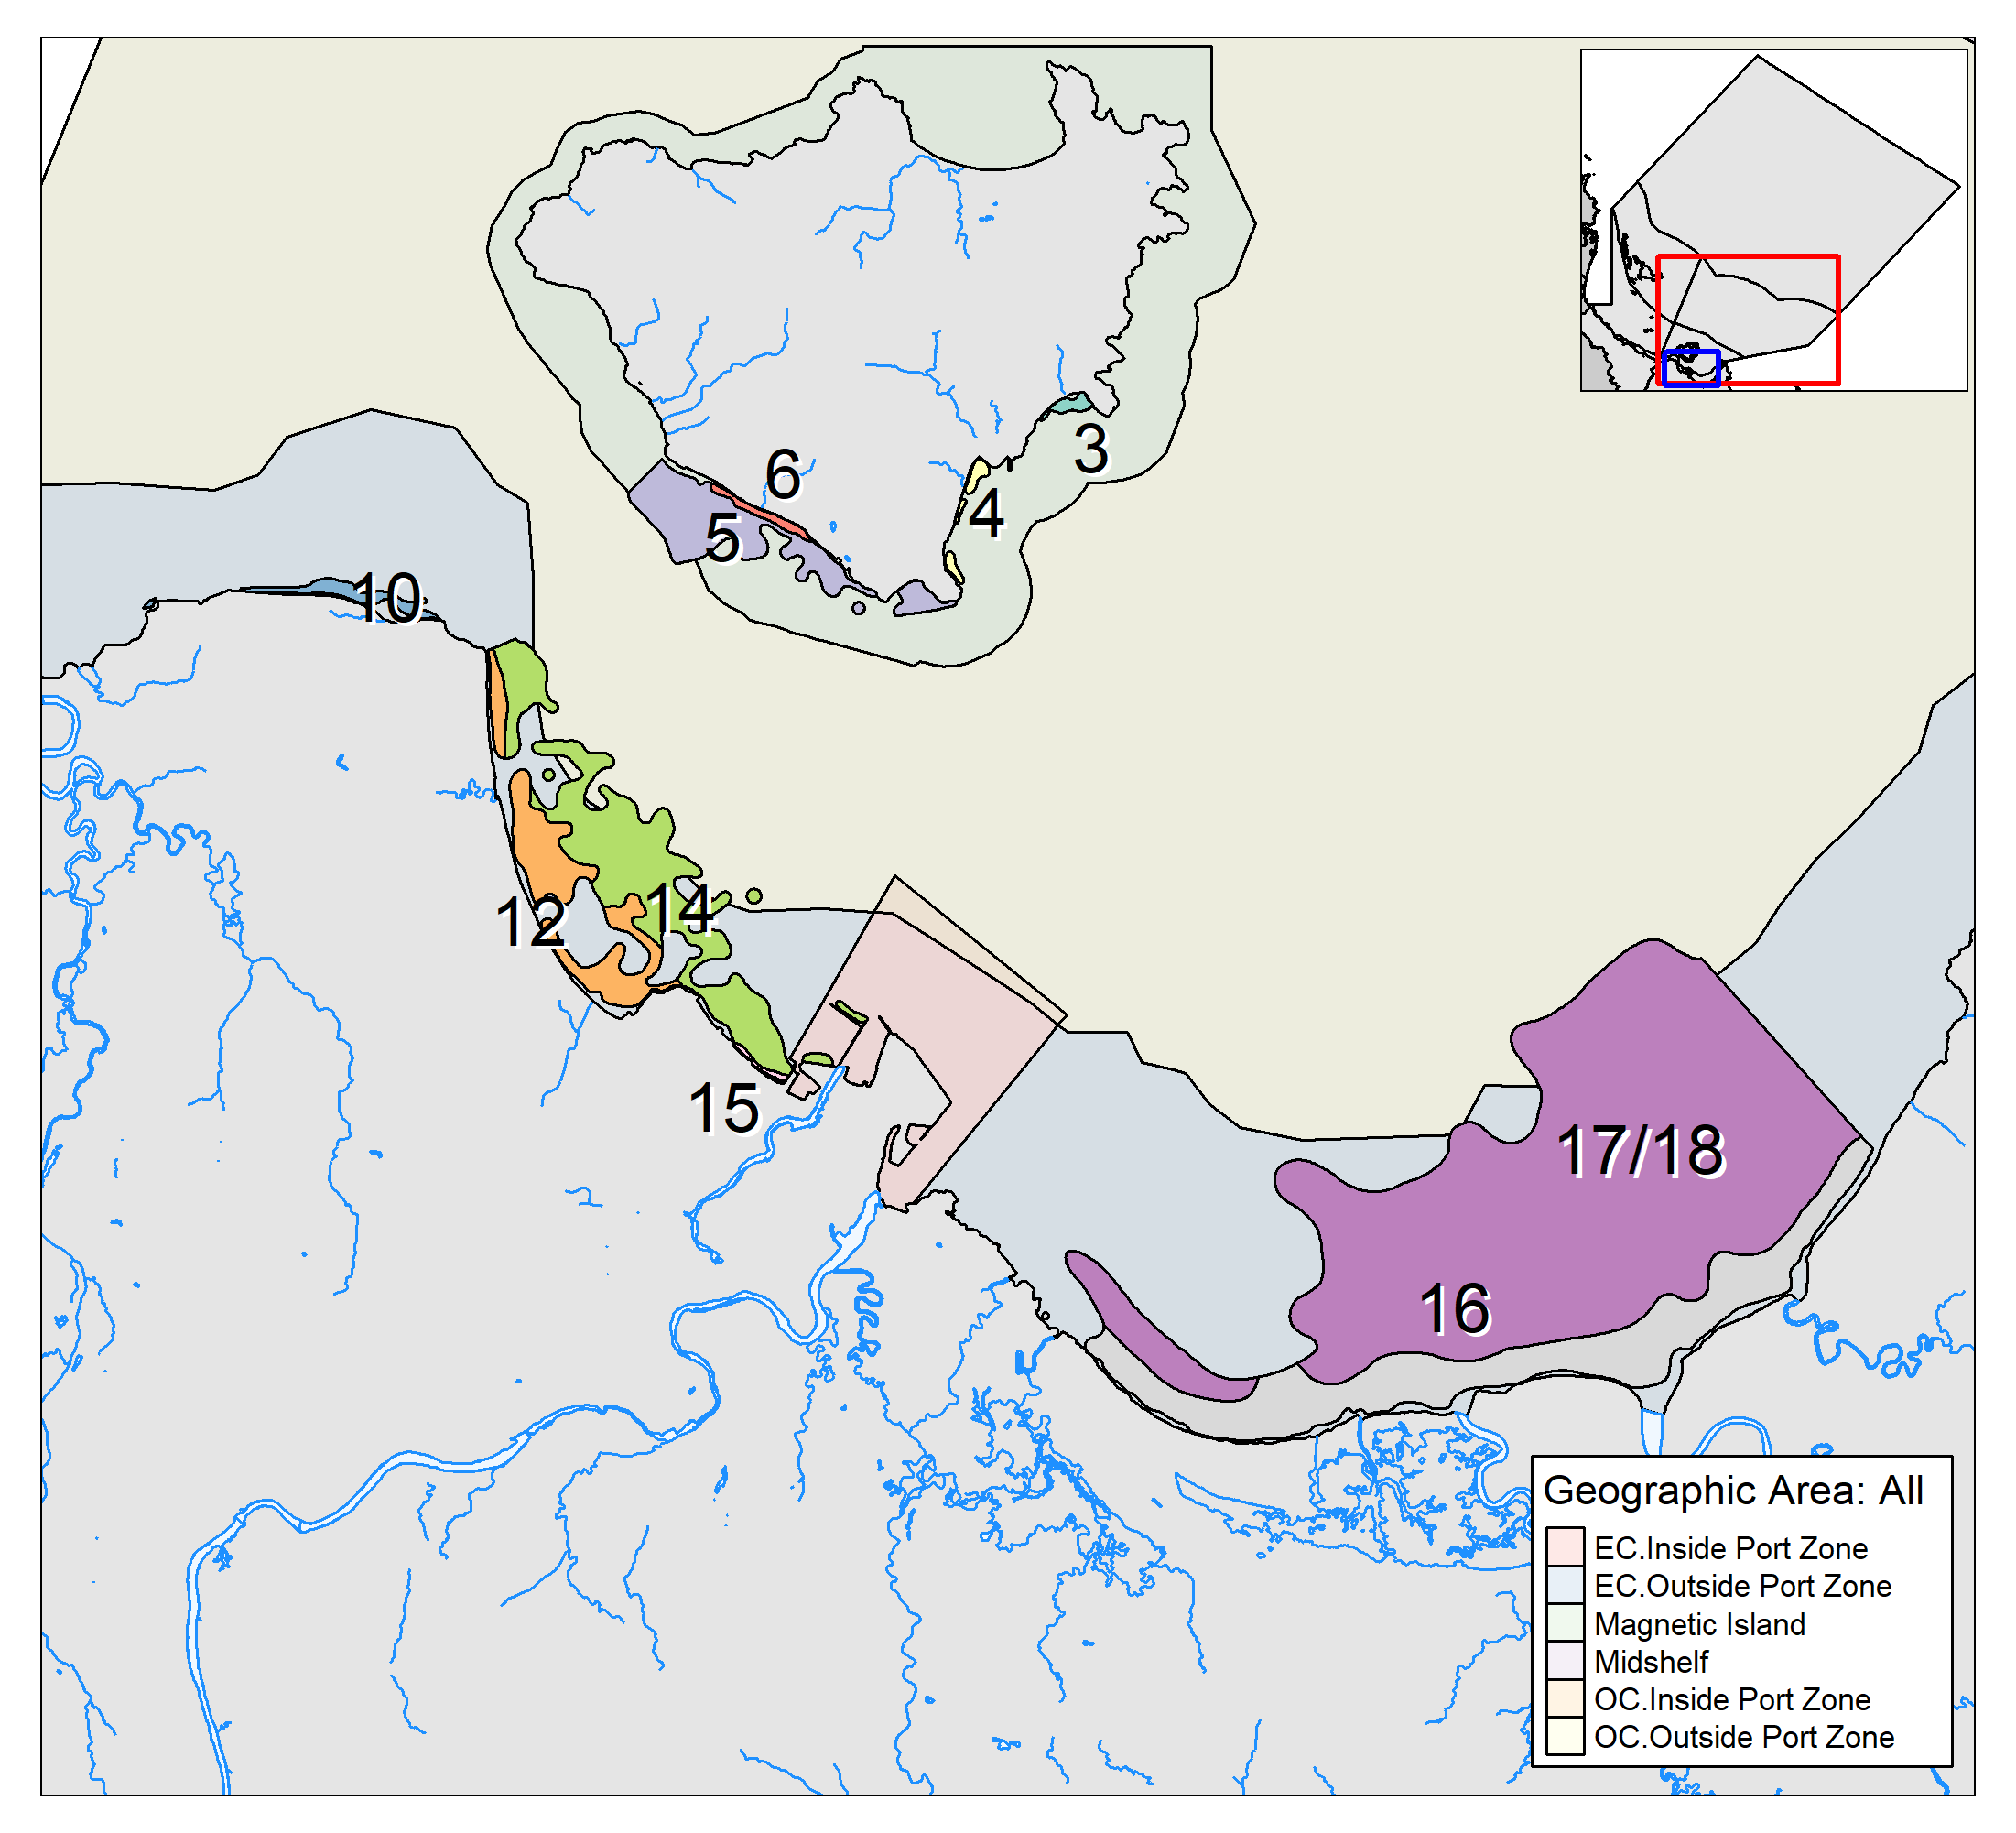 3
6
4
5
10
14
12
15
17/18
16
Geographic Area: All
EC.Inside Port Zone
EC.Outside Port Zone
Magnetic Island
Midshelf
OC.Inside Port Zone
OC.Outside Port Zone